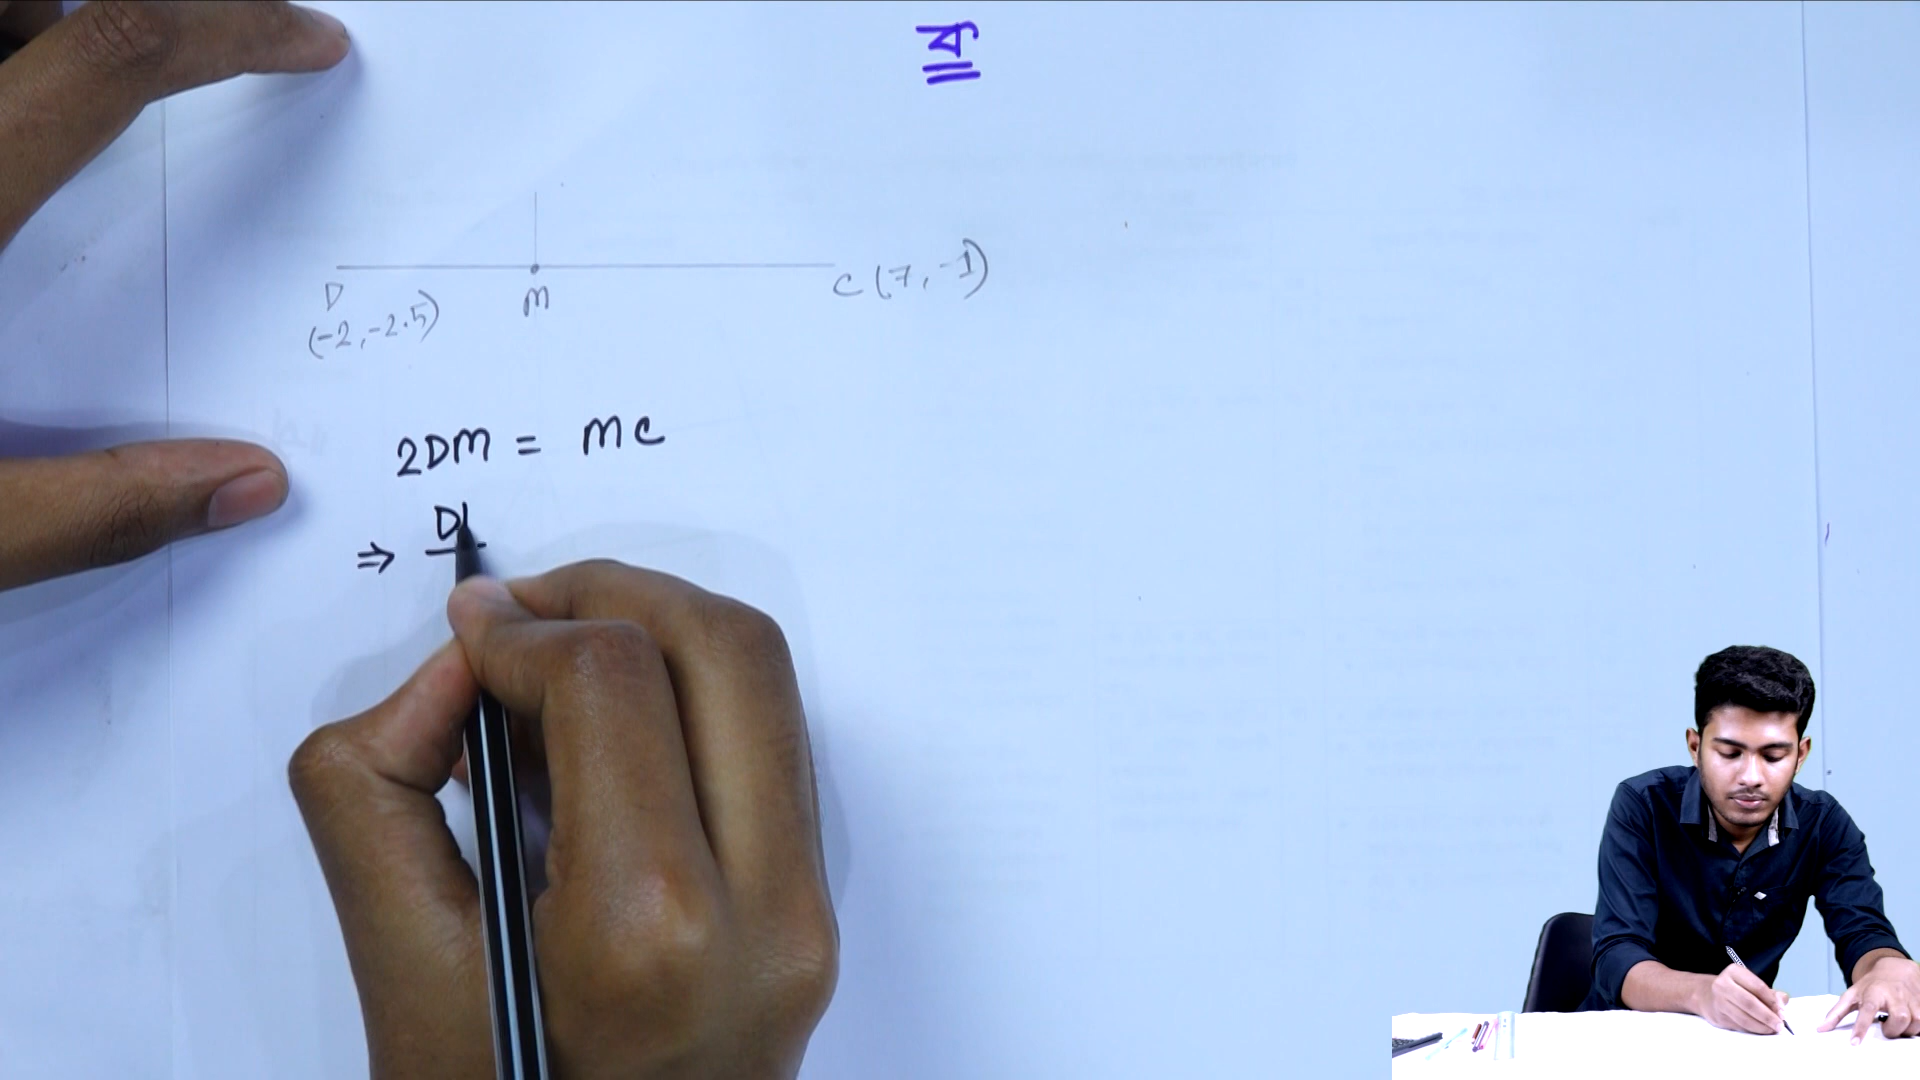 ক
D
(-2, -2.5)
M
C (7, -1)
2DM = MC
⇒ D